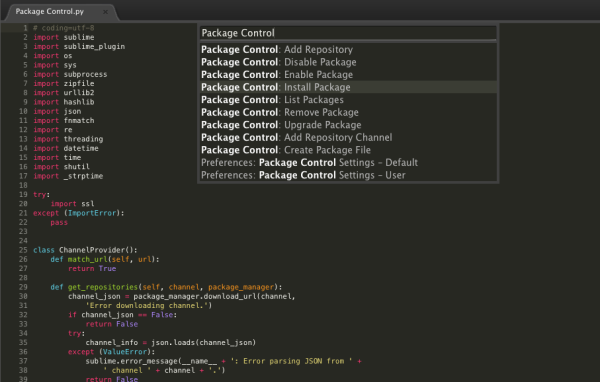 Package Control.py ×
Package Control
Package Control: Add Repository
Package Control: Disable Package
Package Control: Enable Package
Package Control: Install Package
Package Control: List Packages
Package Control: Remove Package
Package Control: Upgrade Package
Package Control: Add Repository Channel
Package Control: Create Package File
Preferences: Package Control Settings – Default
Preferences: Package Control Settings – User
1 # coding=utf-8
2 import sublime
3 import sublime_plugin
4 import os
5 import sys
6 import subprocess
7 import zipfile
8 import urllib2
9 import hashlib
10 import json
11 import fnmatch
12 import re
13 import threading
14 import datetime
15 import time
16 import shutil
17 import _strptime
18
19 try:
20     import ssl
21 except (ImportError):
22     pass
23
24
25 class ChannelProvider():
26     def match_url(self, url):
27         return True
28
29     def get_repositories(self, channel, package_manager):
30         channel_json = package_manager.download_url(channel,
31             'Error downloading channel.')
32         if channel_json == False:
33             return False
34         try:
35             channel_info = json.loads(channel_json)
36         except (ValueError):
37             sublime.error_message(__name__ + ': Error parsing JSON from ' +
38                 ' channel ' + channel + '.')
39             return False